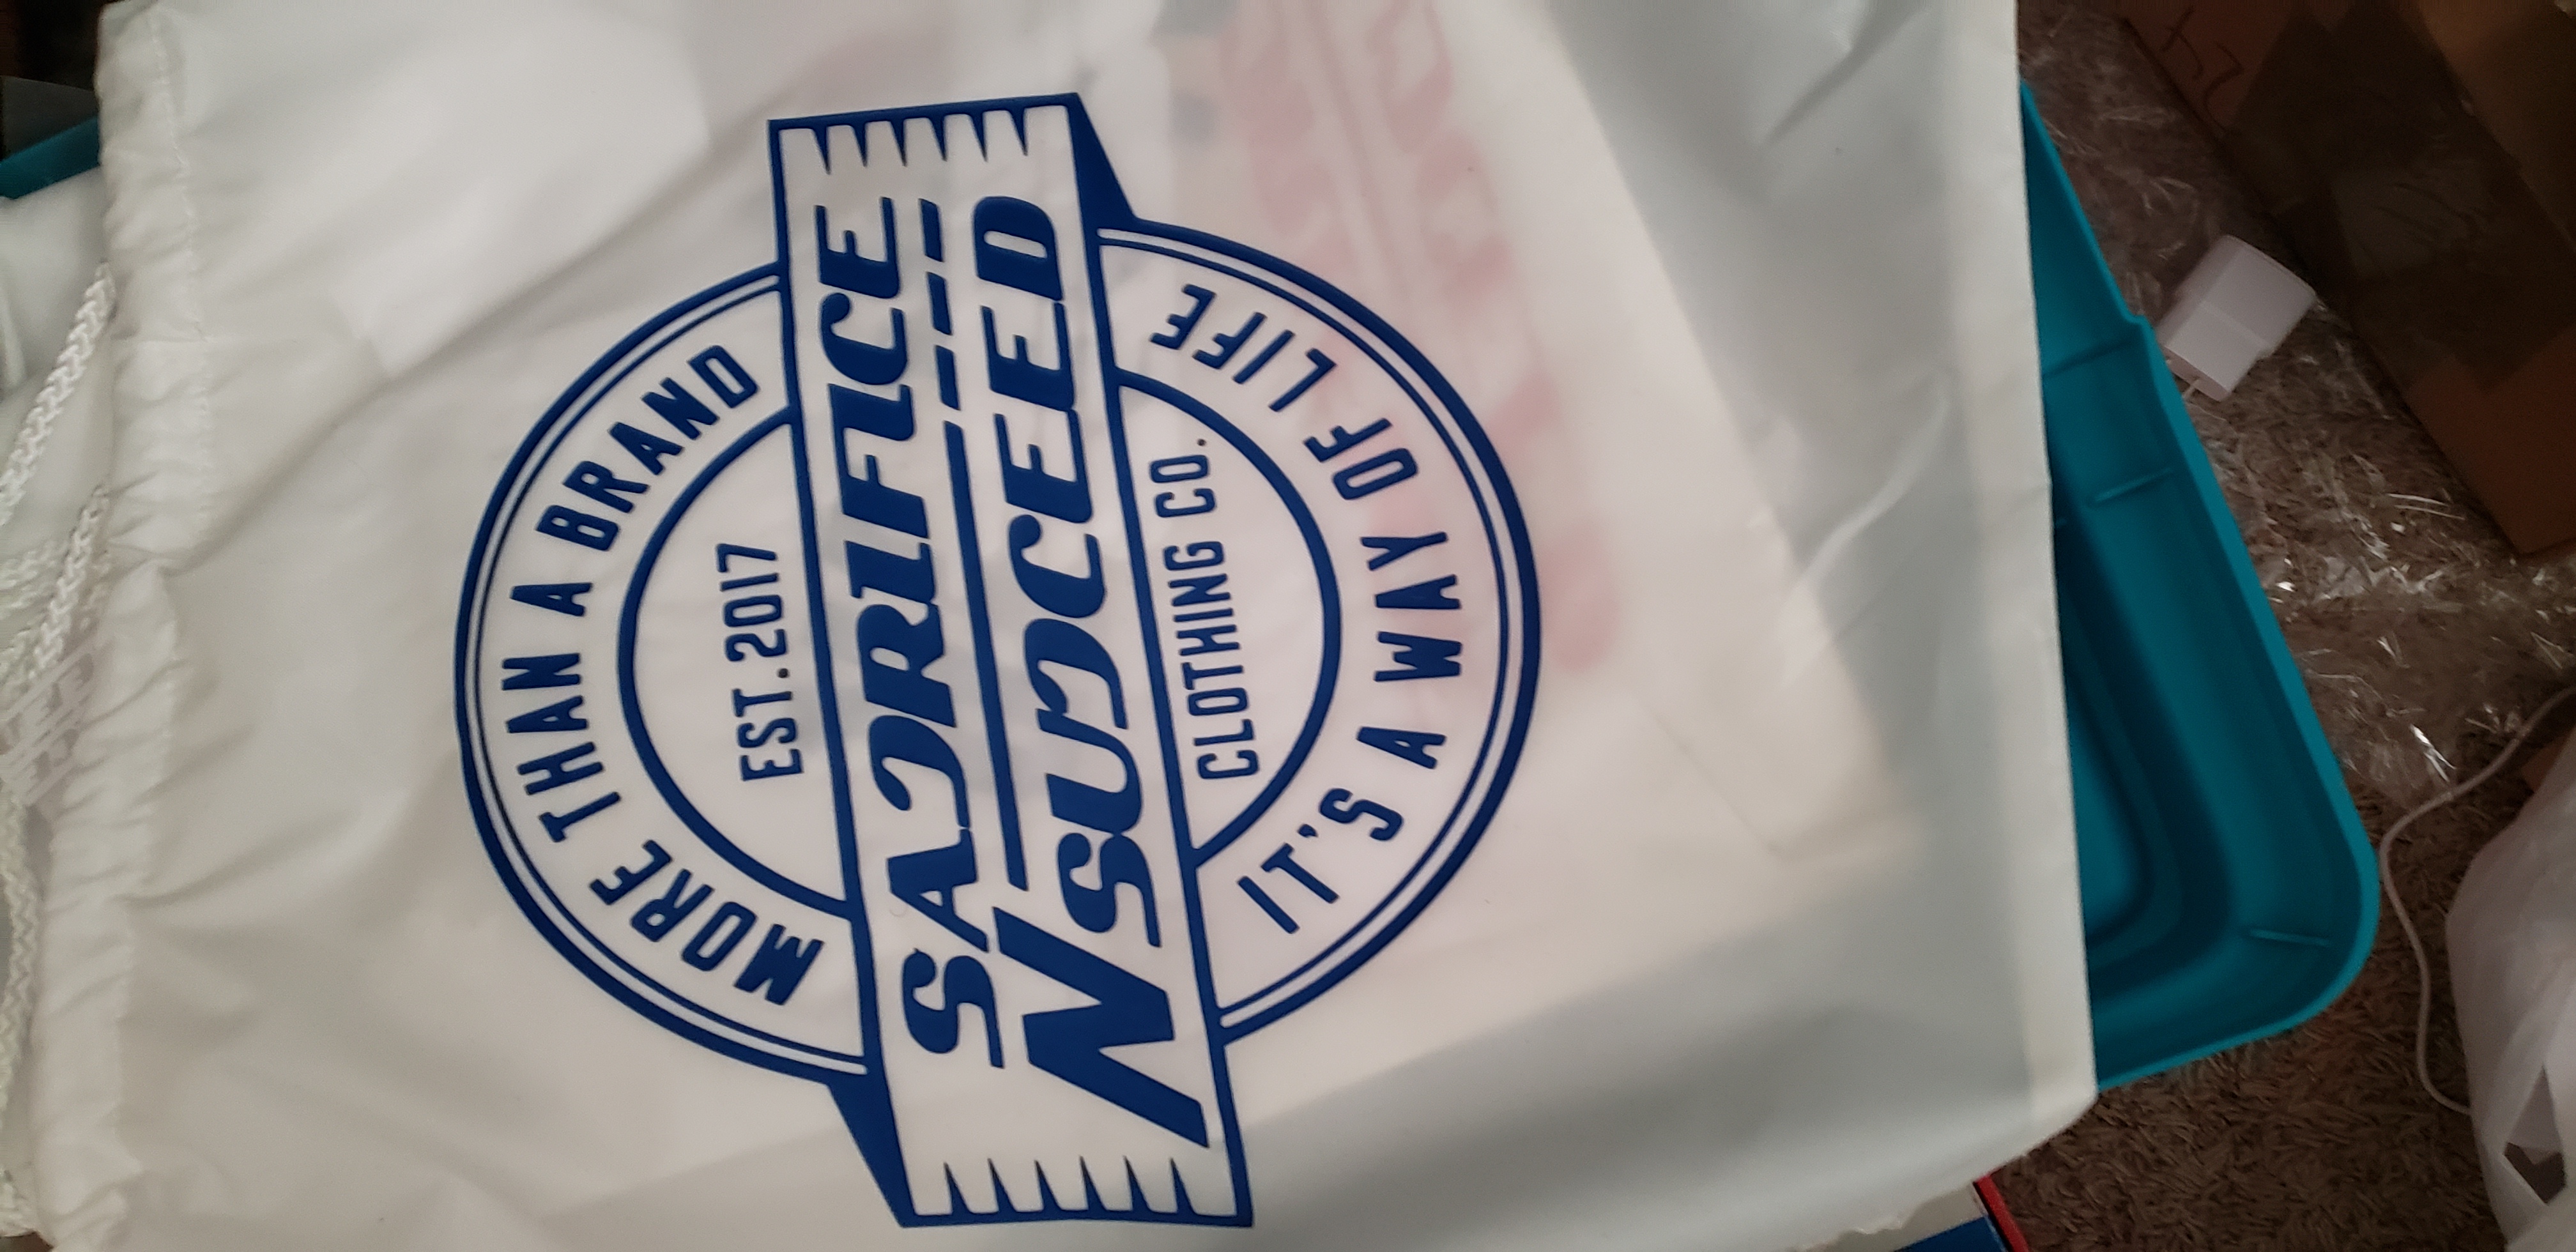 MORE THAN A BRAND
EST.2017
SACRIFICE
N SUCCEED
CLOTHING CO.
IT'S A WAY OF LIFE